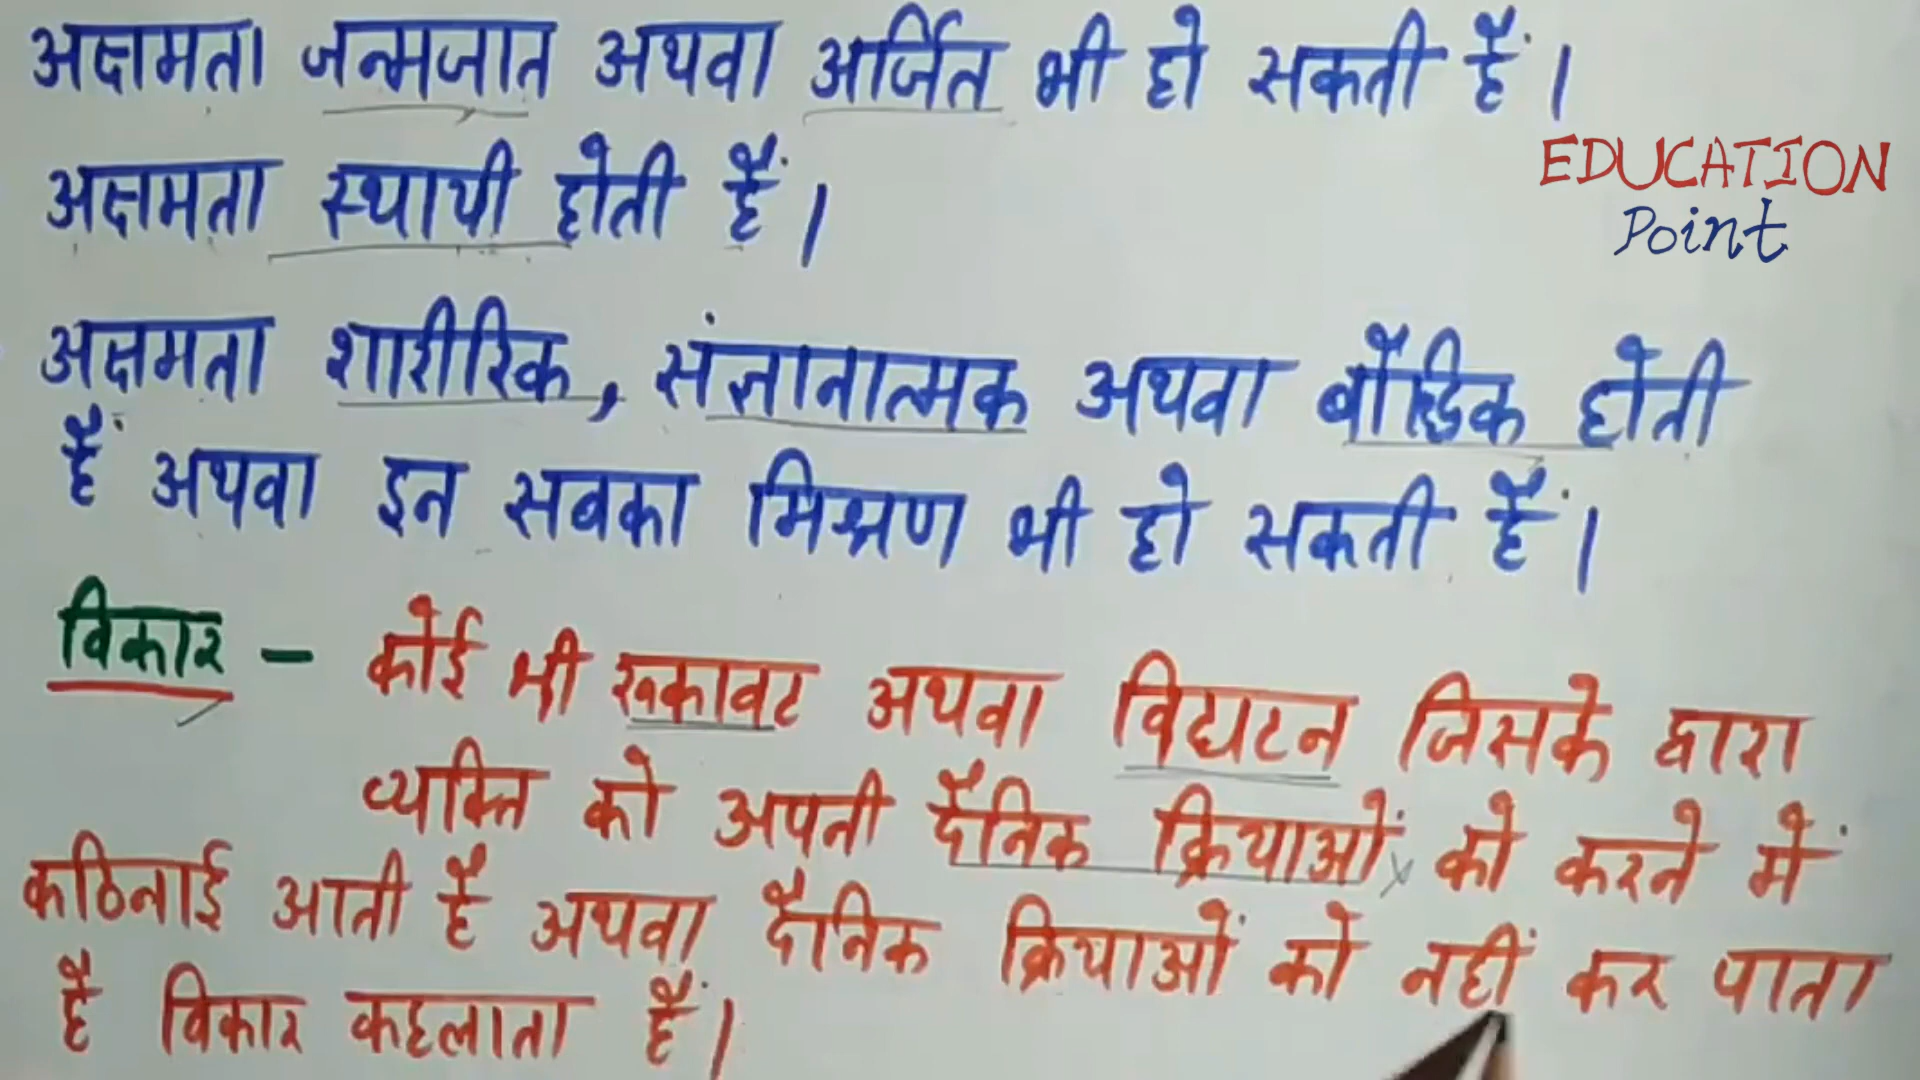 अक्षमता जन्मजात अथवा अर्जित भी हो सकती हैं।
EDUCATION
Point
अक्षमता स्थायी होती हैं।
अक्षमता शारीरिक, संज्ञानात्मक अथवा बौद्धिक होती
हैं अथवा इन सबका मिश्रण भी हो सकती हैं।
विकार – कोई भी रूकावट अथवा विघटन जिसके द्वारा
व्यक्ति को अपनी दैनिक क्रियाओं को करने में
कठिनाई आती है अथवा दैनिक क्रियाओं को नहीं कर पाता
है विकार कहलाता हैं।